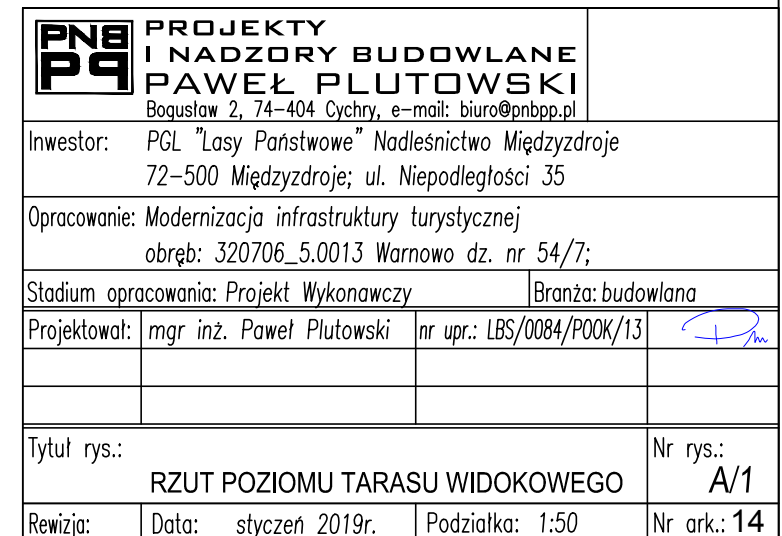 PNB
PP
PROJEKTY
I NADZORY BUDOWLANE
PAWEŁ PLUTOWSKI
Bogusław 2, 74-404 Cychry, e-mail: biuro@pnbpp.pl
Inwestor: PGL "Lasy Państwowe" Nadleśnictwo Międzyzdroje
72-500 Międzyzdroje; ul. Niepodległości 35
Opracowanie: Modernizacja infrastruktury turystycznej
obręb: 320706_5.0013 Warnowo dz. nr 54/7;
Stadium opracowania: Projekt Wykonawczy Branża: budowlana
Projektował: mgr inż. Paweł Plutowski nr upr.: LBS/0084/POOK/13
Tytuł rys.: Nr rys.:
RZUT POZIOMU TARASU WIDOKOWEGO A/1
Rewizja: Data: styczeń 2019r. Podziałka: 1:50 Nr ark.: 14